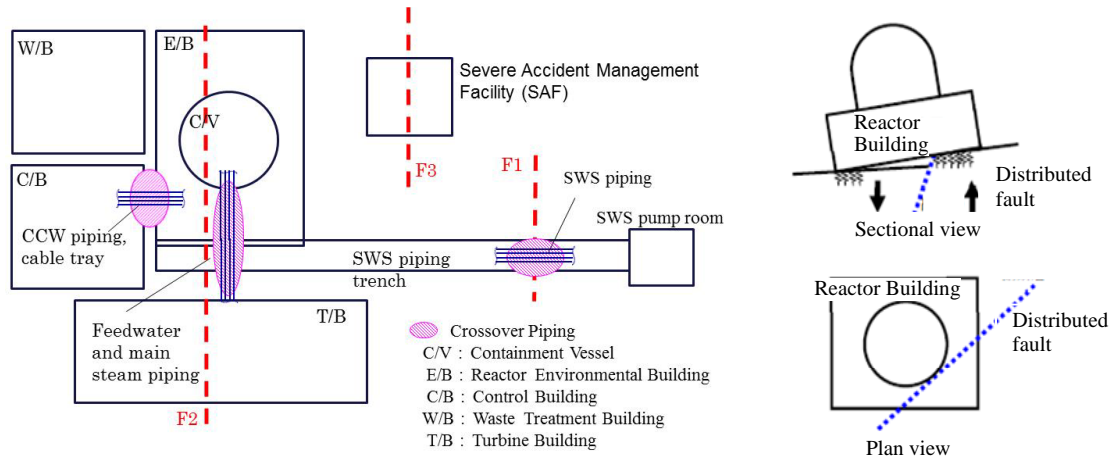 W/B
E/B
C/V
C/B
CCW piping,
cable tray
Feedwater
and main
steam piping
F2
T/B
SWS piping
trench
F3
F1
Severe Accident Management
Facility (SAF)
SWS piping
SWS pump room
Crossover Piping
C/V : Containment Vessel
E/B : Reactor Environmental Building
C/B : Control Building
W/B : Waste Treatment Building
T/B : Turbine Building
Reactor
Building
Distributed
fault
Sectional view
Reactor Building
Distributed
fault
Plan view